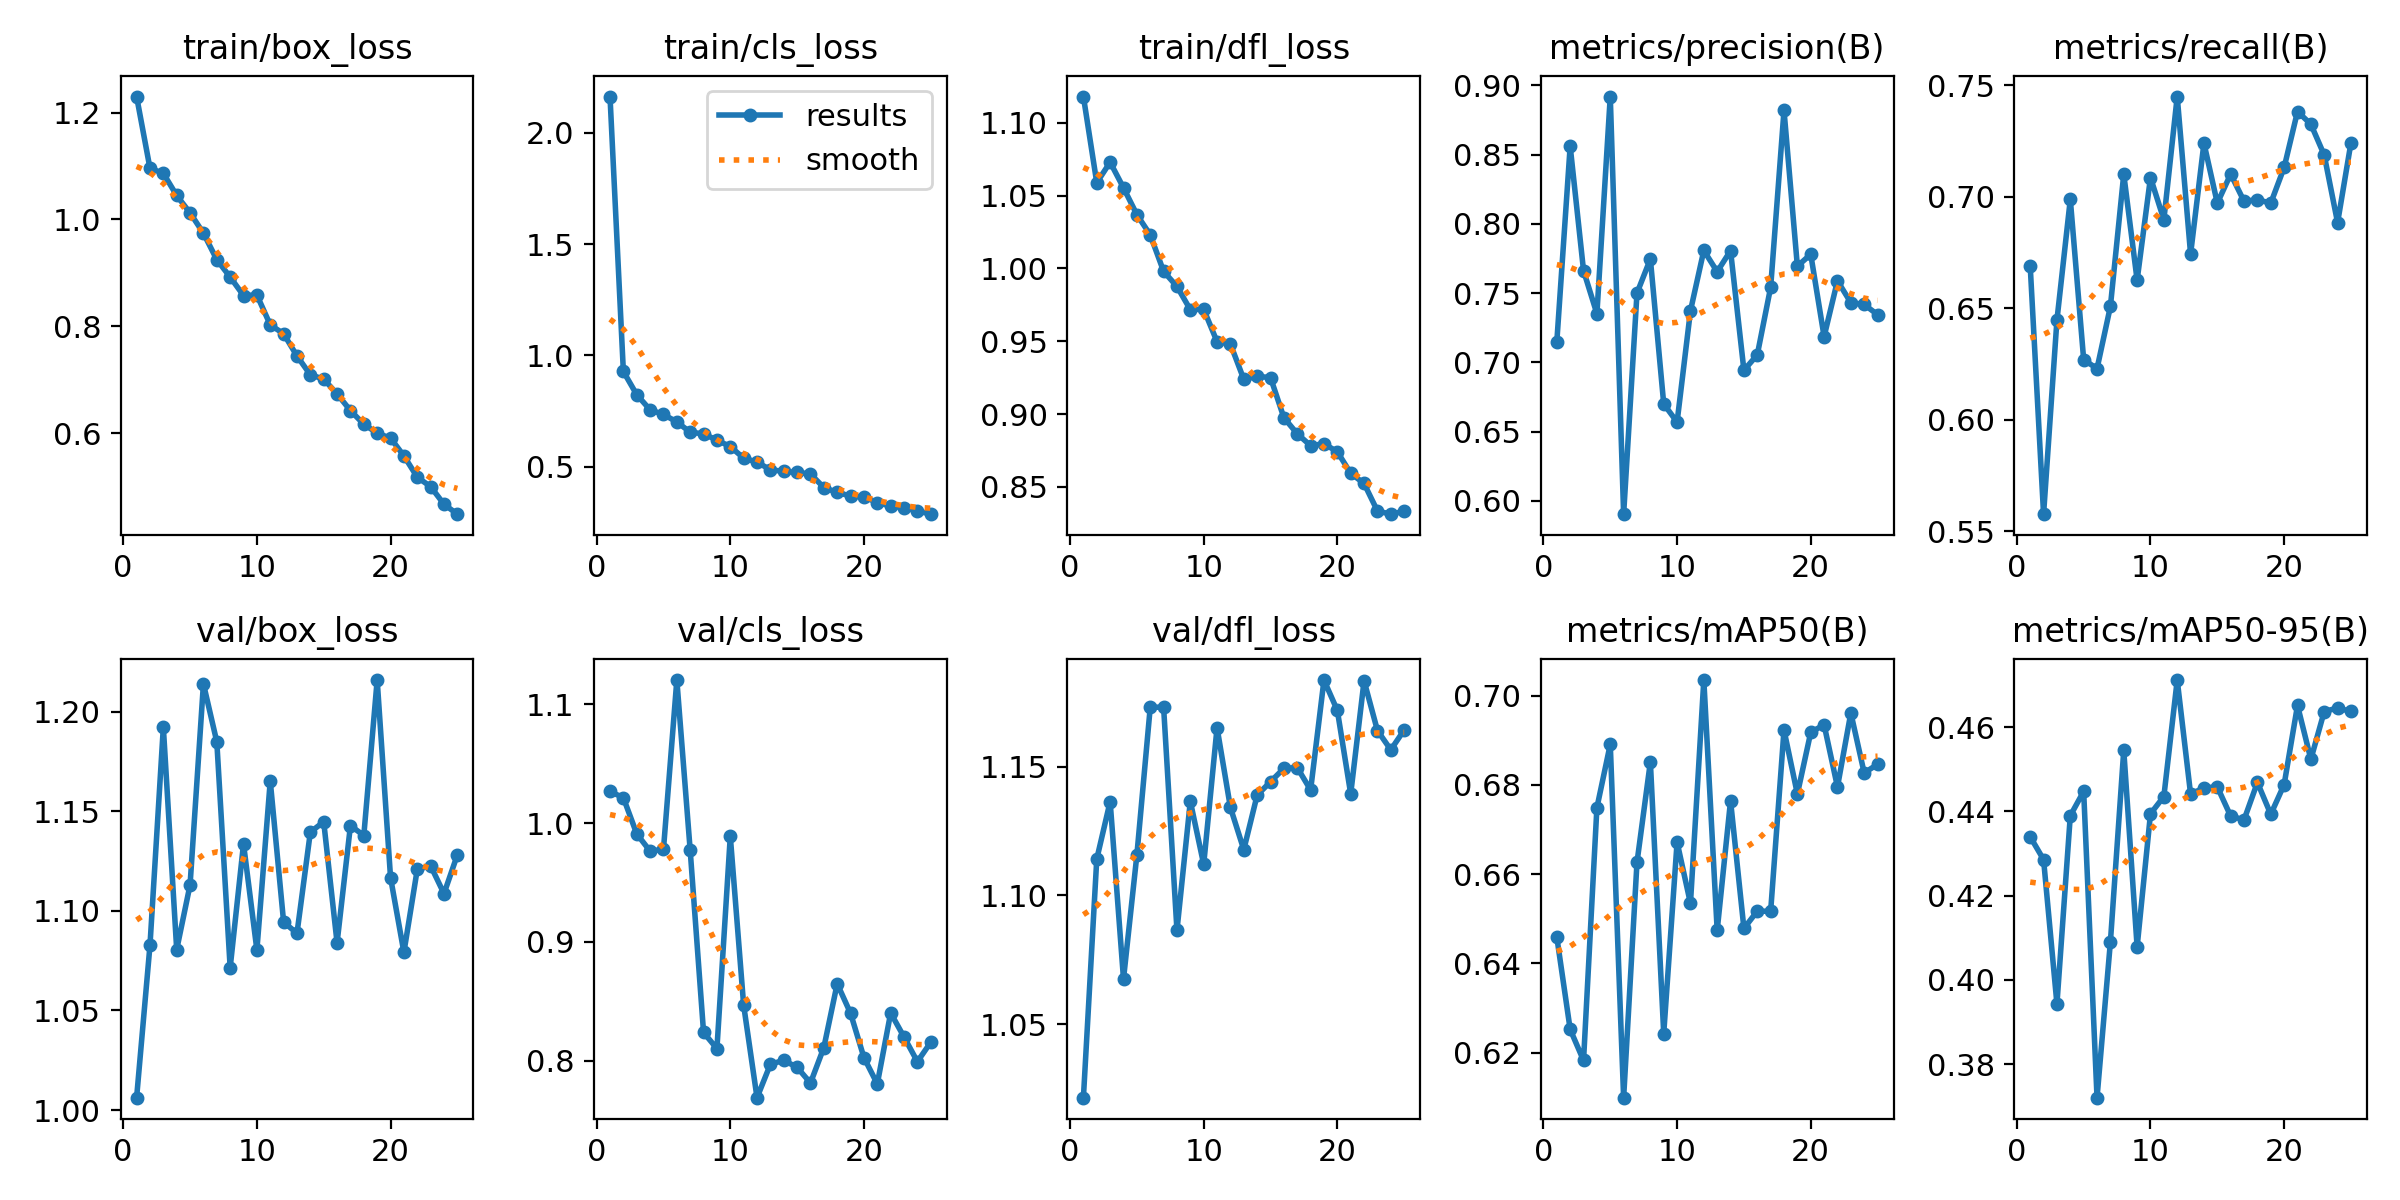 train/box_loss
1.2
1.0
0.8
0.6
0 10 20
train/cls_loss
results
smooth
2.0
1.5
1.0
0.5
0 10 20
train/dfl_loss
1.10
1.05
1.00
0.95
0.90
0.85
0 10 20
metrics/precision(B)
0.90
0.85
0.80
0.75
0.70
0.65
0.60
0 10 20
metrics/recall(B)
0.75
0.70
0.65
0.60
0.55
0 10 20
val/box_loss
1.20
1.15
1.10
1.05
1.00
0 10 20
val/cls_loss
1.1
1.0
0.9
0.8
0 10 20
val/dfl_loss
1.15
1.10
1.05
0 10 20
metrics/mAP50(B)
0.70
0.68
0.66
0.64
0.62
0 10 20
metrics/mAP50-95(B)
0.46
0.44
0.42
0.40
0.38
0 10 20